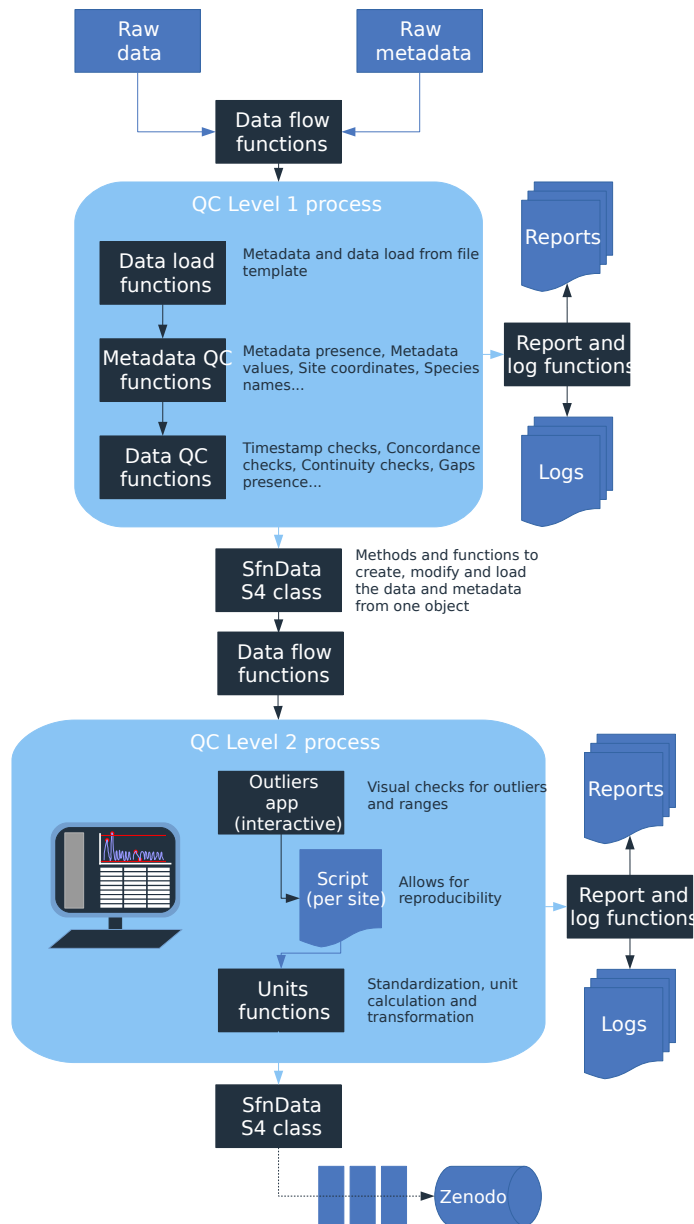 Raw
data
Raw
metadata
Data flow
functions
QC Level 1 process
Data load
functions
Metadata and data load from file
template
Metadata QC
functions
Metadata presence, Metadata
values, Site coordinates, Species
names...
Data QC
functions
Timestamp checks, Concordance
checks, Continuity checks, Gaps
presence...
Reports
Report and
log functions
Logs
SfnData
S4 class
Methods and functions to
create, modify and load
the data and metadata
from one object
Data flow
functions
QC Level 2 process
Outliers
app
(interactive)
Visual checks for outliers
and ranges
Script
(per site)
Allows for
reproducibility
Units
functions
Standardization, unit
calculation and
transformation
Reports
Report and
log functions
Logs
SfnData
S4 class
Zenodo